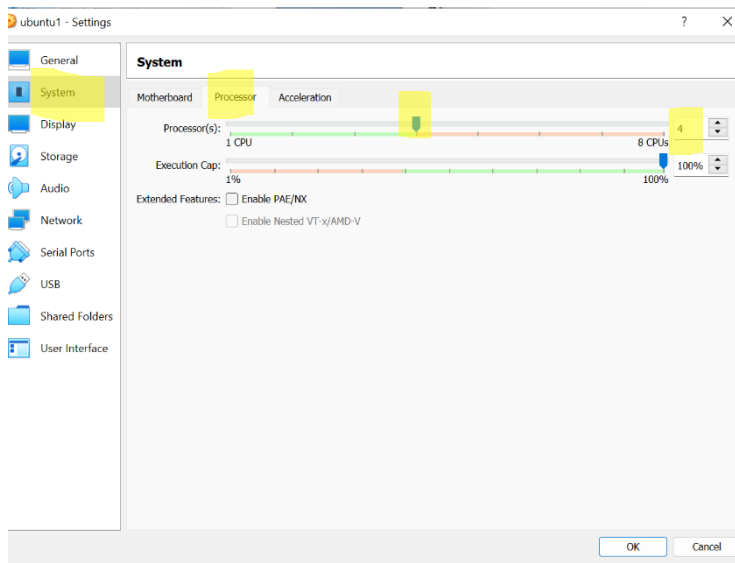 ubuntu1 - Settings
?
General
System
Display
Storage
Audio
Network
Serial Ports
USB
Shared Folders
User Interface
System
Motherboard Processor Acceleration
Processor(s): 4
1 CPU 8 CPUs
Execution Cap: 100%
1% 100%
Extended Features: Enable PAE/NX
Enable Nested VT-x/AMD-V
OK Cancel